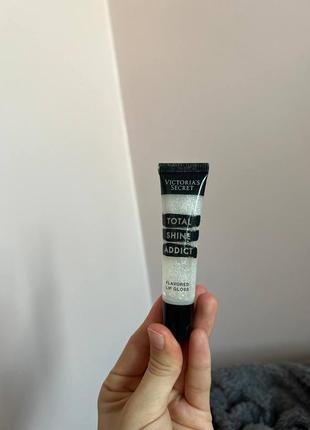 VICTORIA'S
SECRET
TOTAL
SHINE
ADDICT
FLAVORED
LIP GLOSS